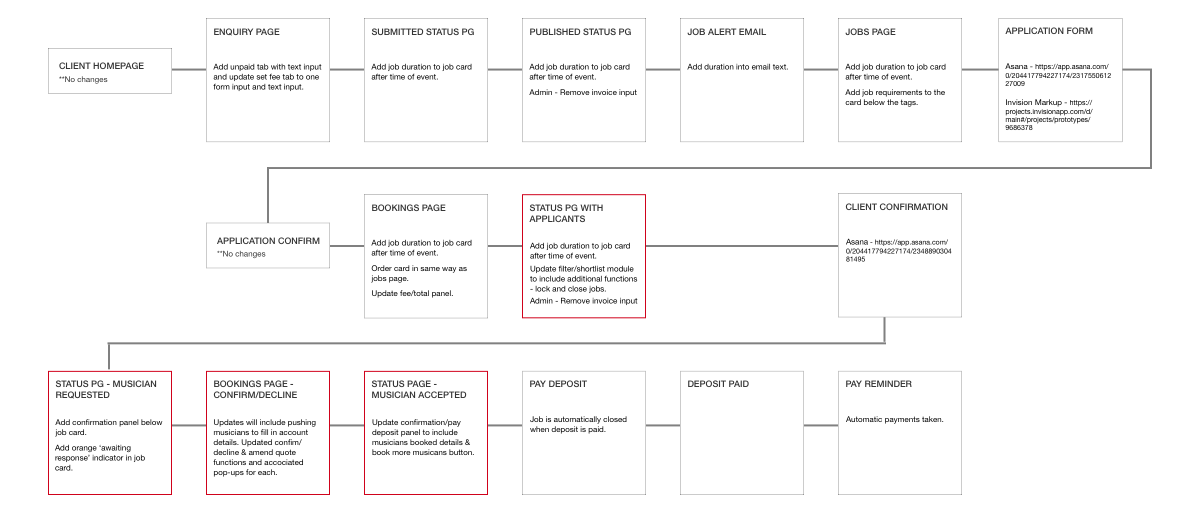 CLIENT HOMEPAGE
**No changes
ENQUIRY PAGE
Add unpaid tab with text input
and update set fee tab to one
form input and text input.
SUBMITTED STATUS PG
Add job duration to job card
after time of event.
PUBLISHED STATUS PG
Add job duration to job card
after time of event.
Admin - Remove invoice input
JOB ALERT EMAIL
Add duration into email text.
JOBS PAGE
Add job duration to job card
after time of event.
Add job requirements to the
card below the tags.
APPLICATION FORM
Asana - https://app.asana.com/
0/204417794227174/2317550612
27009
Invision Markup - https://
projects.invisionapp.com/d/
main#/projects/prototypes/
9686378
APPLICATION CONFIRM
**No changes
BOOKINGS PAGE
Add job duration to job card
after time of event.
Order card in same way as
jobs page.
Update fee/total panel.
STATUS PG WITH
APPLICANTS
Add job duration to job card
after time of event.
Update filter/shortlist module
to include additional functions
- lock and close jobs.
Admin - Remove invoice input
CLIENT CONFIRMATION
Asana - https://app.asana.com/
0/204417794227174/2348890304
81495
STATUS PG - MUSICIAN
REQUESTED
Add confirmation panel below
job card.
Add orange 'awaiting
response' indicator in job
card.
BOOKINGS PAGE -
CONFIRM/DECLINE
Updates will include pushing
musicians to fill in account
details. Updated confim/
decline & amend quote
functions and accociated
pop-ups for each.
STATUS PAGE -
MUSICIAN ACCEPTED
Update confirmation/pay
deposit panel to include
musicians booked details &
book more musicans button.
PAY DEPOSIT
Job is automatically closed
when deposit is paid.
DEPOSIT PAID
PAY REMINDER
Automatic payments taken.